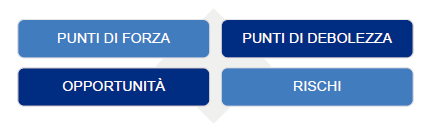 PUNTI DI FORZA
PUNTI DI DEBOLEZZA
OPPORTUNITÀ
RISCHI